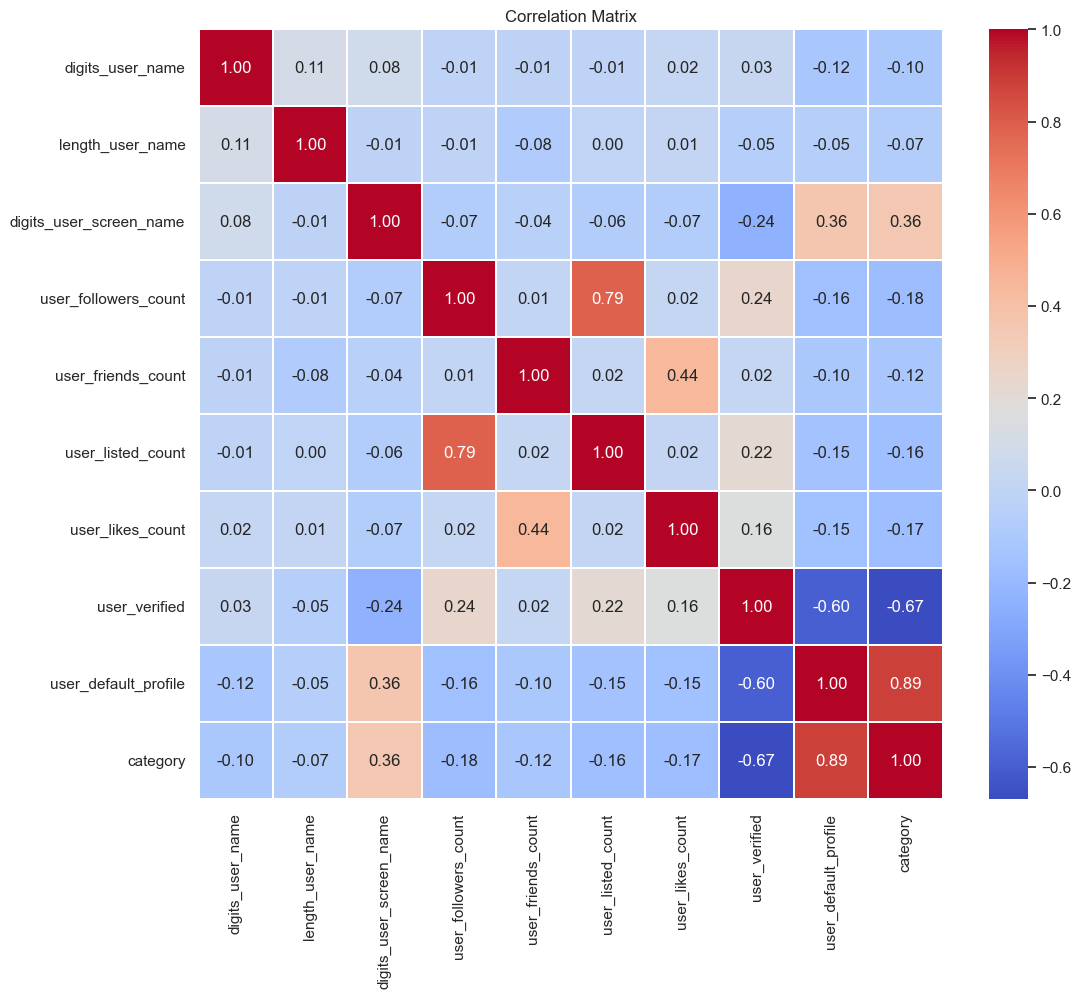 Correlation Matrix
digits_user_name 1.00 0.11 0.08 -0.01 -0.01 -0.01 0.02 0.03 -0.12 -0.10
length_user_name 0.11 1.00 -0.01 -0.01 -0.08 0.00 0.01 -0.05 -0.05 -0.07
digits_user_screen_name 0.08 -0.01 1.00 -0.07 -0.04 -0.06 -0.07 -0.24 0.36 0.36
user_followers_count -0.01 -0.01 -0.07 1.00 0.01 0.79 0.02 0.24 -0.16 -0.18
user_friends_count -0.01 -0.08 -0.04 0.01 1.00 0.02 0.44 0.02 -0.10 -0.12
user_listed_count -0.01 0.00 -0.06 0.79 0.02 1.00 0.02 0.22 -0.15 -0.16
user_likes_count 0.02 0.01 -0.07 0.02 0.44 0.02 1.00 0.16 -0.15 -0.17
user_verified 0.03 -0.05 -0.24 0.24 0.02 0.22 0.16 1.00 -0.60 -0.67
user_default_profile -0.12 -0.05 0.36 -0.16 -0.10 -0.15 -0.15 -0.60 1.00 0.89
category -0.10 -0.07 0.36 -0.18 -0.12 -0.16 -0.17 -0.67 0.89 1.00
digits_user_name
length_user_name
digits_user_screen_name
user_followers_count
user_friends_count
user_listed_count
user_likes_count
user_verified
user_default_profile
category
1.0
0.8
0.6
0.4
0.2
0.0
−0.2
−0.4
−0.6